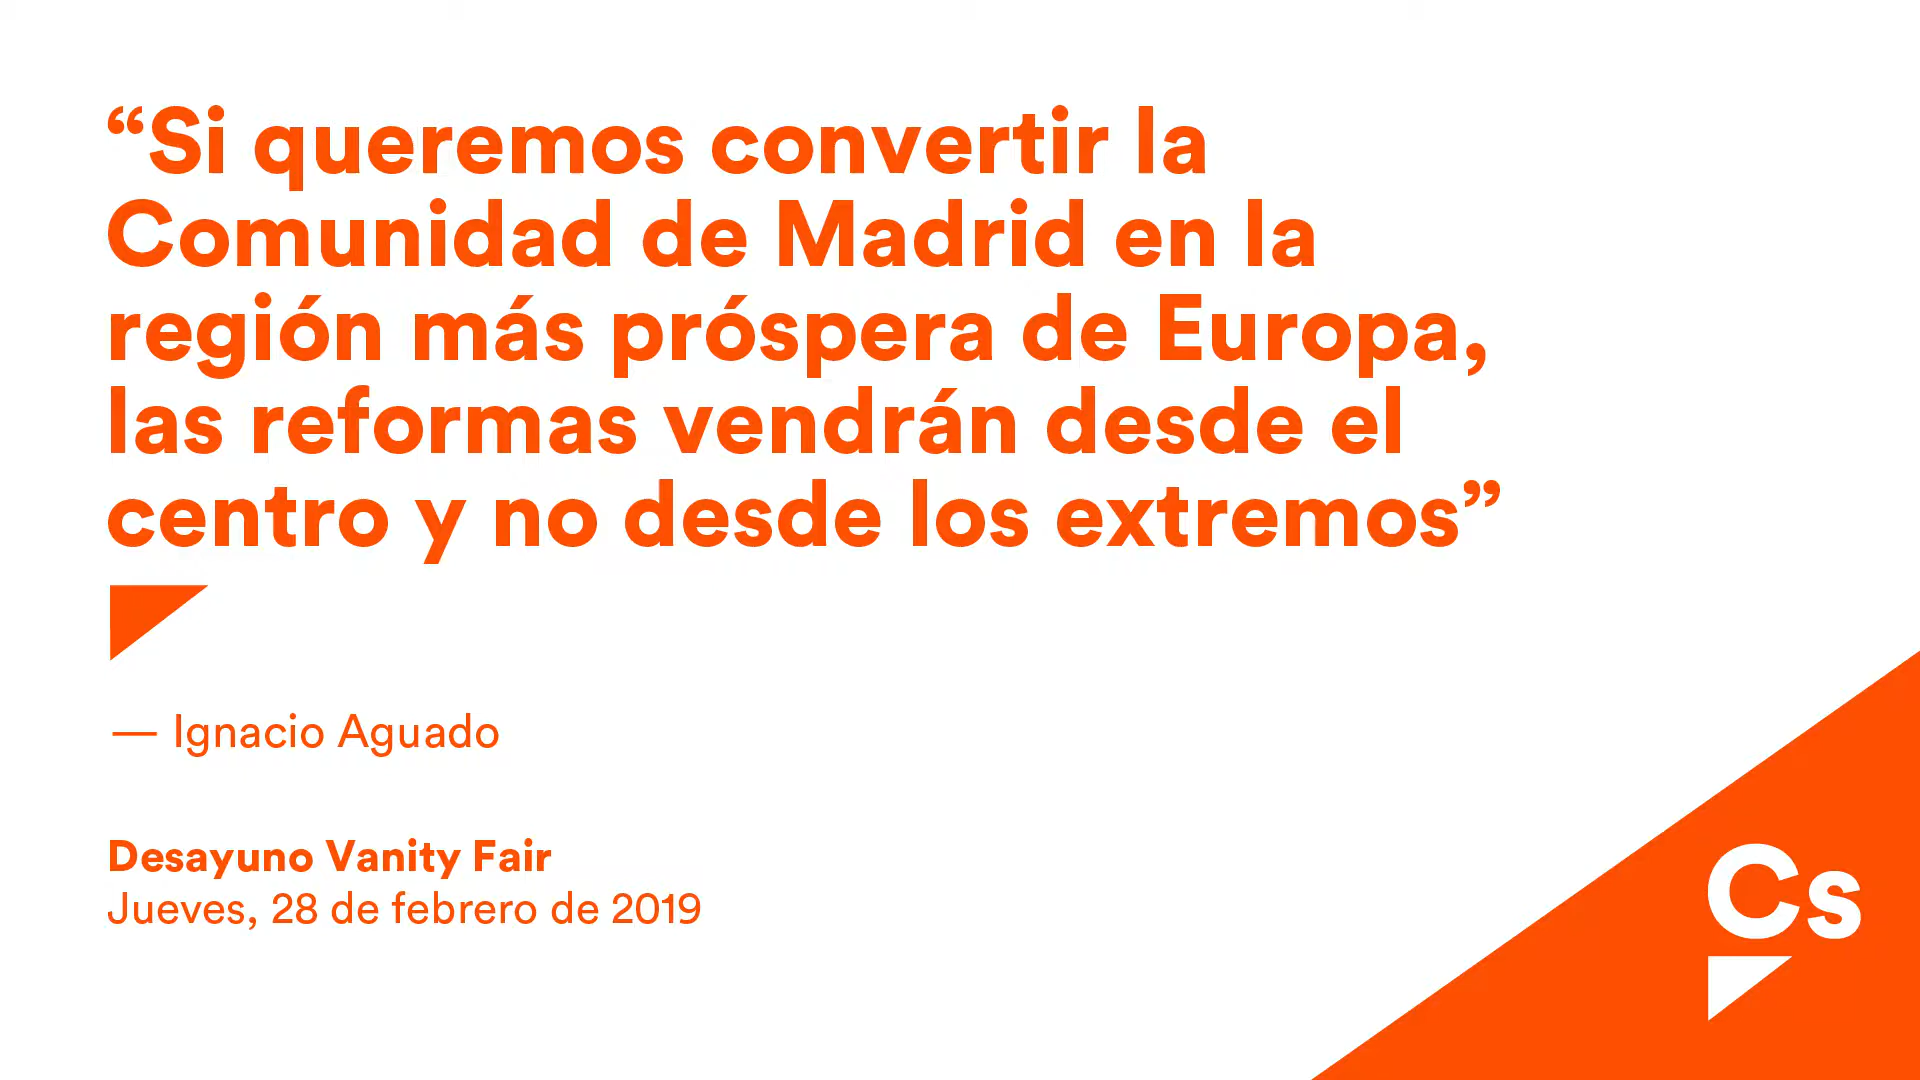 “Si queremos convertir la
Comunidad de Madrid en la
región más próspera de Europa,
las reformas vendrán desde el
centro y no desde los extremos”
— Ignacio Aguado
Desayuno Vanity Fair
Jueves, 28 de febrero de 2019
Cs